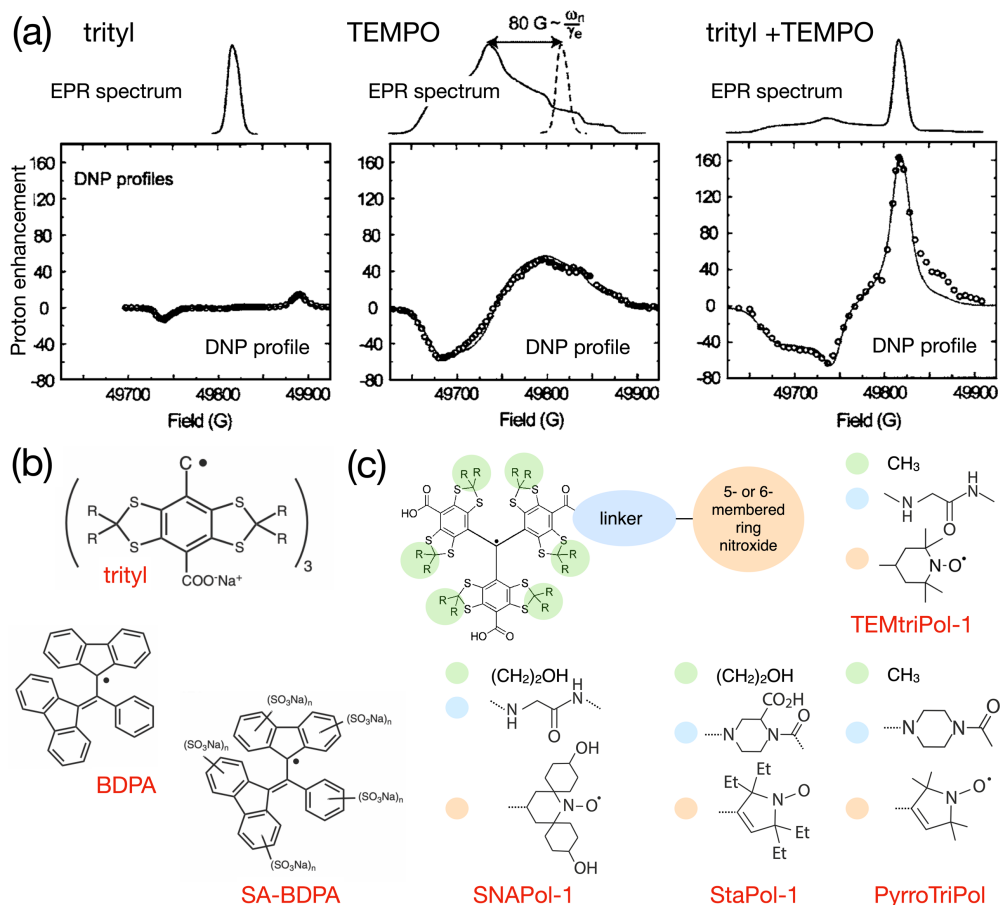 (a)
trityl
TEMPO
trityl +TEMPO
80 G ~ ωn/γe
EPR spectrum
EPR spectrum
EPR spectrum
Proton enhancement
160
120
80
40
0
-40
-80
DNP profiles
DNP profile
49700
49800
49900
Field (G)
160
120
80
40
0
-40
-80
DNP profile
49700
49800
49900
Field (G)
160
120
80
40
0
-40
-80
DNP profile
49700
49800
49900
Field (G)
(b)
C •
S
S
R
R
R
R
S
S
3
trityl
COO-Na+
BDPA
(SO3Na)n
(SO3Na)n
(SO3Na)n
(SO3Na)n
(SO3Na)n
SA-BDPA
(c)
R R
R R
S S
S S
O
HO
O
S S
S S
R R
R R
S S
R R
S S
R R
HO O
linker
5- or 6-
membered
ring
nitroxide
CH3
H
N
N
H
O
N-O•
TEMtriPol-1
(CH2)2OH
H
N
N
H
O
OH
N-O•
OH
SNAPol-1
(CH2)2OH
CO2H
N
N
O
Et
Et
N-O
Et
Et
StaPol-1
CH3
N
N
O
N-O•
PyrroTriPol